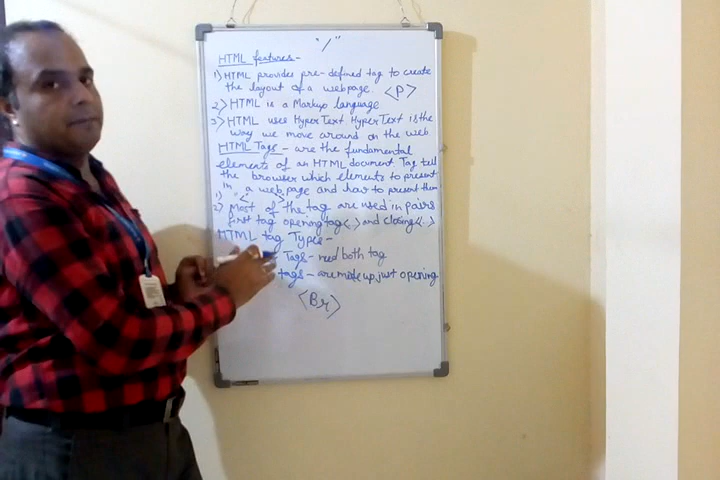 "/"
HTML features-
1) HTML provides pre-defined tag to create
the layout of a webpage. <P>
2) HTML is a Markup language
3) HTML uses HyperText. HyperText is the
way we move around on the web
HTML Tags - are the fundamental
elements of an HTML document Tag tell
the browser which elements to present
in a web page and how to present them
1) "< >
2) most of the tag are used in pairs
first tag opening tag <..> and closing </..>
HTML tag Types-
Tags - need both tag
tags - are made up just opening
<Br>